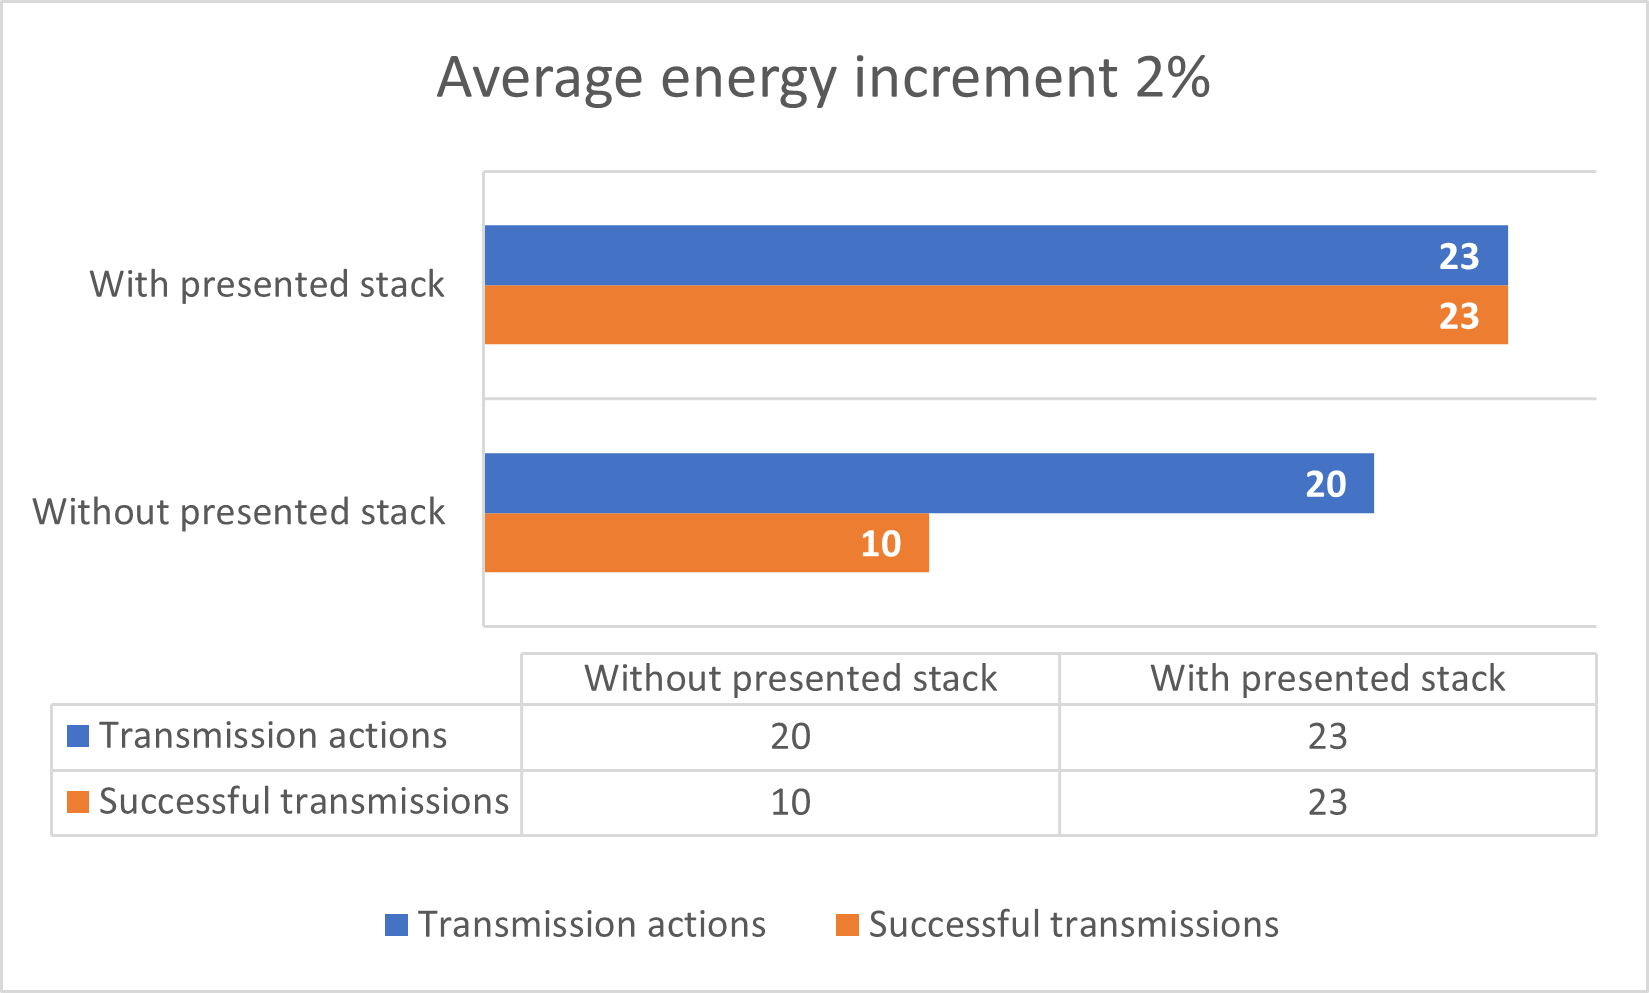 Average energy increment 2%
With presented stack
23
23
Without presented stack
20
10
Without presented stack With presented stack
Transmission actions 20 23
Successful transmissions 10 23
Transmission actions Successful transmissions